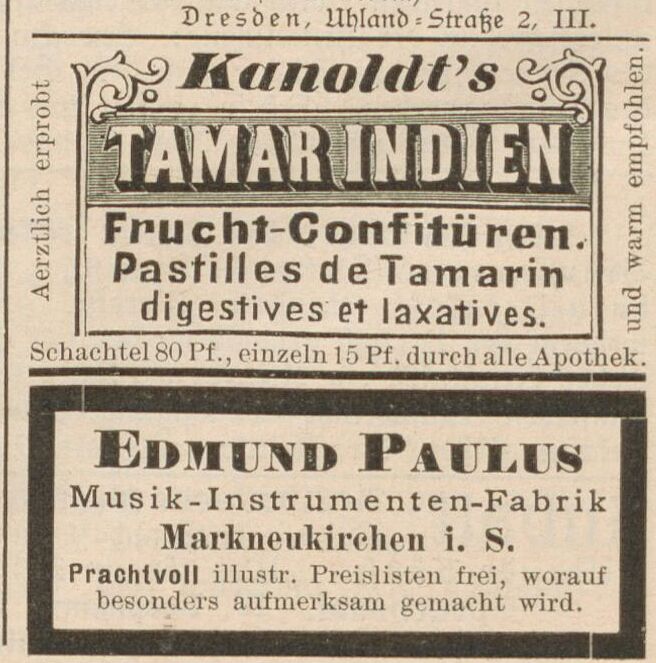 Dresden, Uhland-Straße 2, III.
Aerztlich erprobt
Kanoldt's
TAMAR INDIEN
Frucht-Confitüren.
Pastilles de Tamarin
digestives et laxatives.
und warm empfohlen.
Schachtel 80 Pf., einzeln 15 Pf. durch alle Apothek.
EDMUND PAULUS
Musik-Instrumenten-Fabrik
Markneukirchen i. S.
Prachtvoll illustr. Preislisten frei, worauf
besonders aufmerksam gemacht wird.